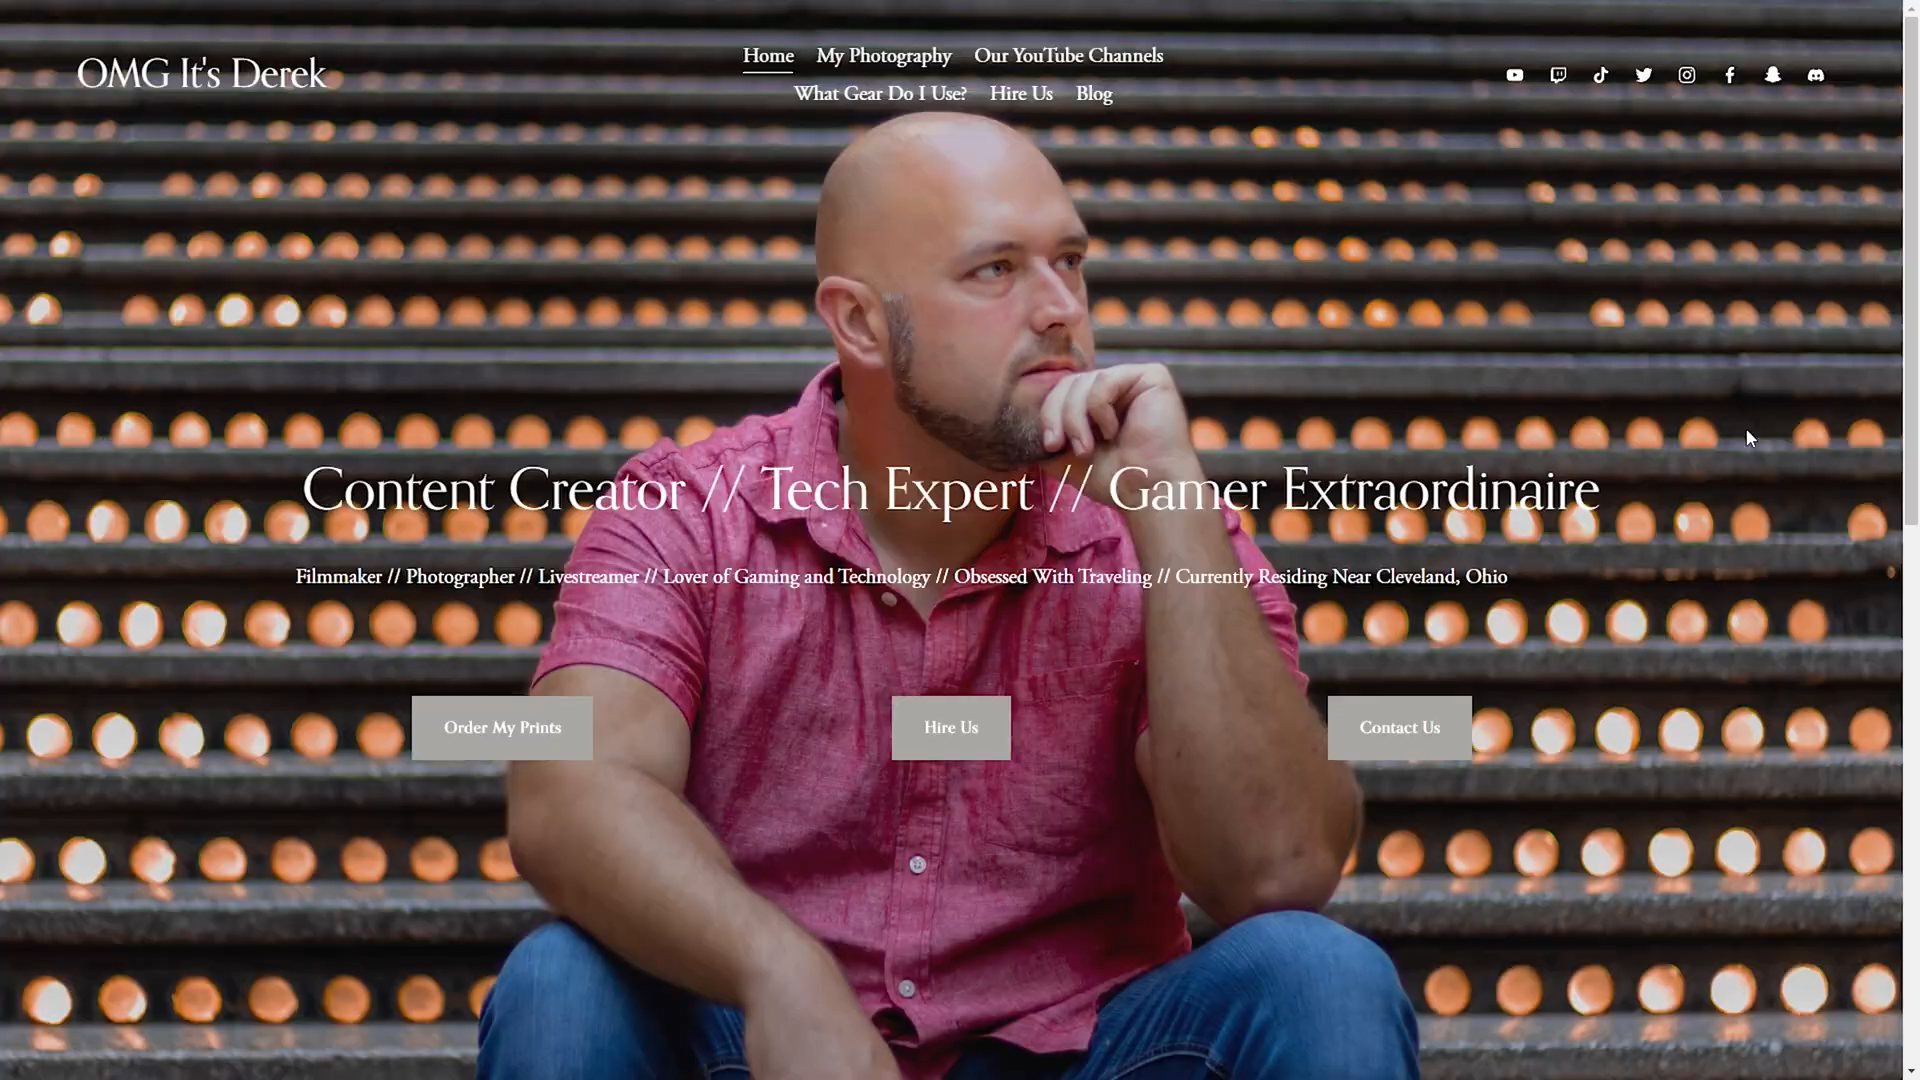 OMG It's Derek
Home My Photography Our YouTube Channels
What Gear Do I Use? Hire Us Blog
Content Creator // Tech Expert // Gamer Extraordinaire
Filmmaker // Photographer // Livestreamer // Lover of Gaming and Technology // Obsessed With Traveling // Currently Residing Near Cleveland, Ohio
Order My Prints Hire Us Contact Us